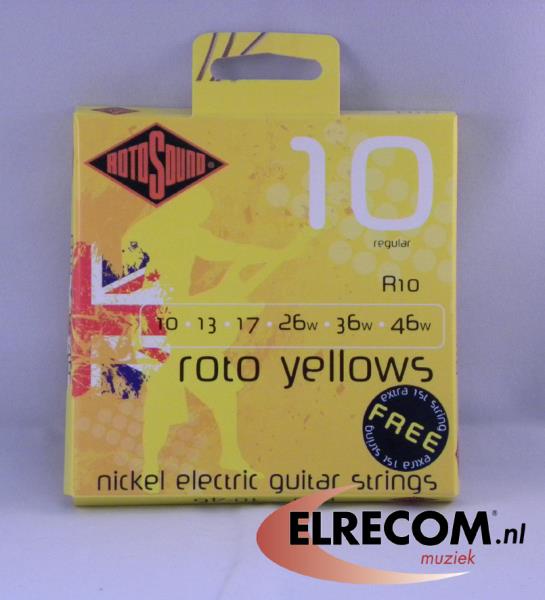 ROTOSOUND®
10
regular
R10
10 • 13 • 17 • 26w • 36w • 46w
roto yellows
extra 1st string
FREE
extra 1st string
nickel electric guitar strings
ELRECOM.nl
muziek